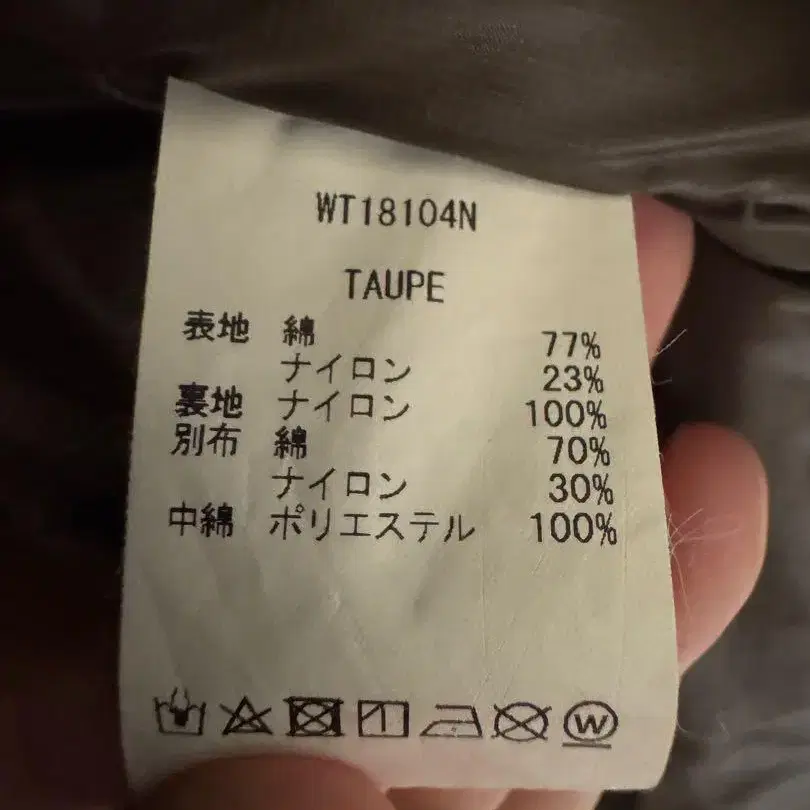 WT18104N
TAUPE
表地 綿 77%
ナイロン 23%
裏地 ナイロン 100%
別布 綿 70%
ナイロン 30%
中綿 ポリエステル 100%
W